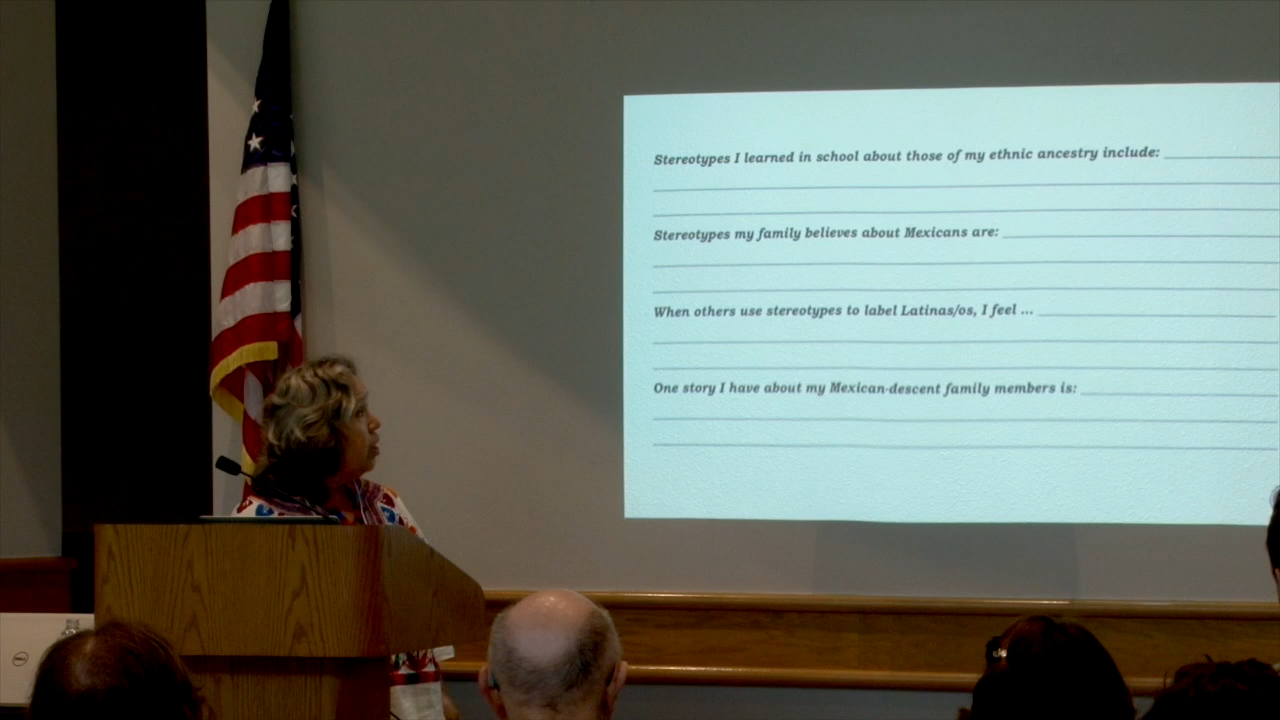 Stereotypes I learned in school about those of my ethnic ancestry include:
Stereotypes my family believes about Mexicans are:
When others use stereotypes to label Latinas/os, I feel ...
One story I have about my Mexican-descent family members is:
DELL